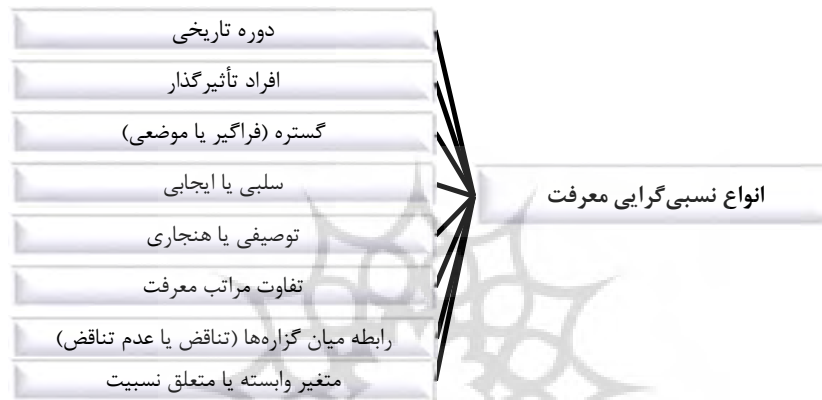 انواع نسبی‌گرایی معرفت
دوره تاریخی
افراد تأثیرگذار
گستره (فراگیر یا موضعی)
سلبی یا ایجابی
توصیفی یا هنجاری
تفاوت مراتب معرفت
رابطه میان گزاره‌ها (تناقض یا عدم تناقض)
متغیر وابسته یا متعلق نسبیت